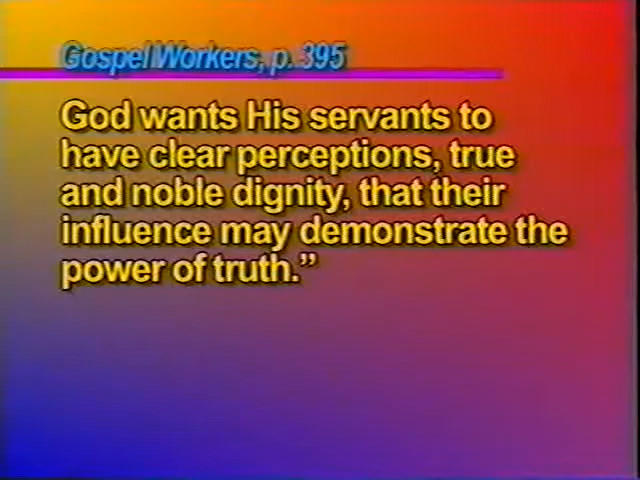 Gospel Workers, p. 395
God wants His servants to
have clear perceptions, true
and noble dignity, that their
influence may demonstrate the
power of truth.”